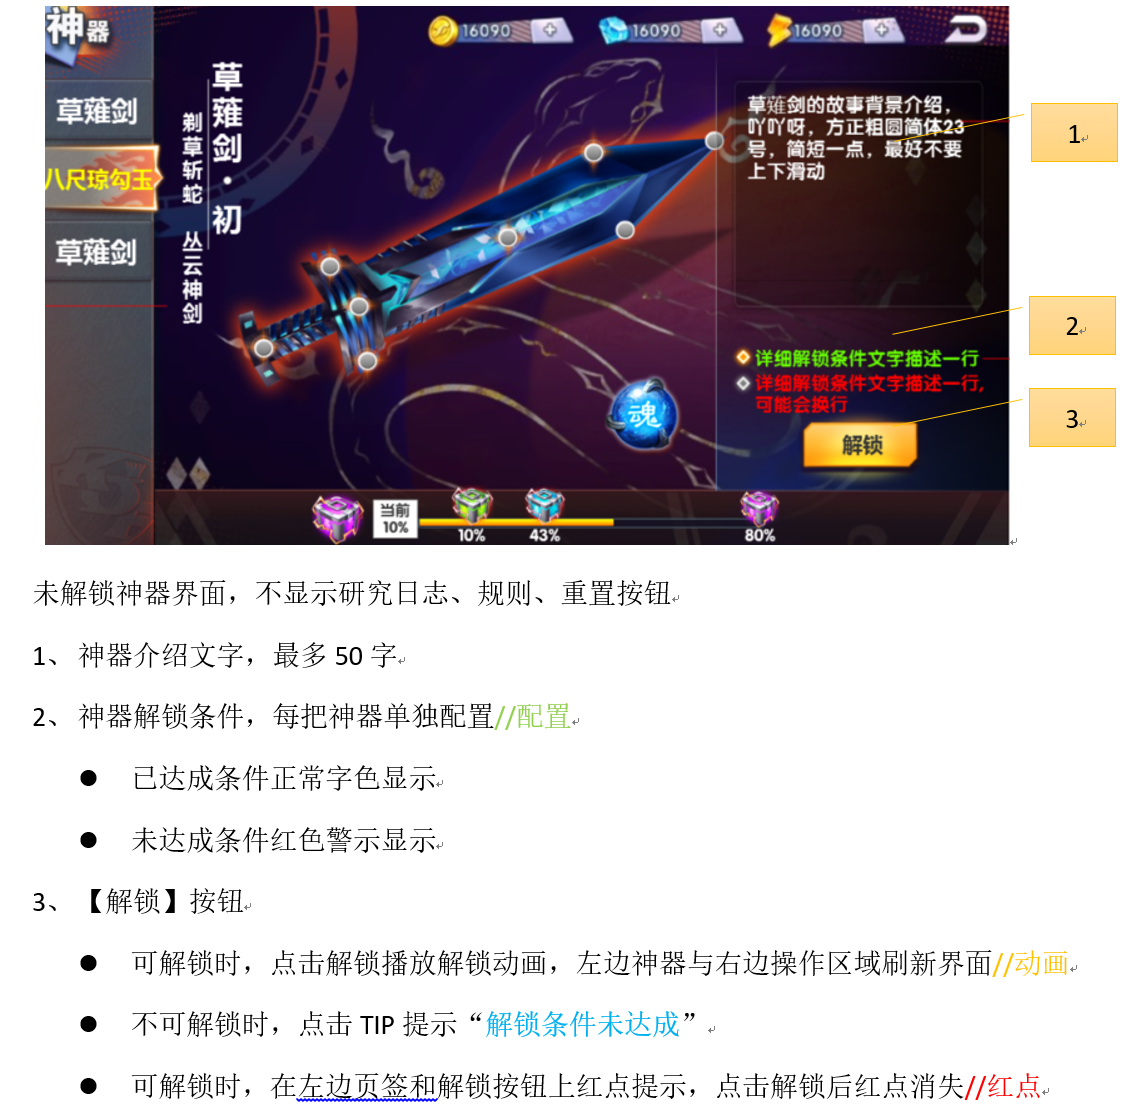 神器
16090
16090
16090
草薙剑
八尺琼勾玉
草薙剑
草薙剑·初
剃草斩蛇 丛云神剑
草薙剑的故事背景介绍，
吖吖呀，方正粗圆简体23
号，简短一点，最好不要
上下滑动
1
2
3
详细解锁条件文字描述一行
详细解锁条件文字描述一行，
可能会换行
解锁
魂
当前
10%
10%
43%
80%
未解锁神器界面，不显示研究日志、规则、重置按钮
1、神器介绍文字，最多 50 字
2、神器解锁条件，每把神器单独配置//配置
● 已达成条件正常字色显示
● 未达成条件红色警示显示
3、【解锁】按钮
● 可解锁时，点击解锁播放解锁动画，左边神器与右边操作区域刷新界面//动画
● 不可解锁时，点击 TIP 提示“解锁条件未达成”
● 可解锁时，在左边页签和解锁按钮上红点提示，点击解锁后红点消失//红点